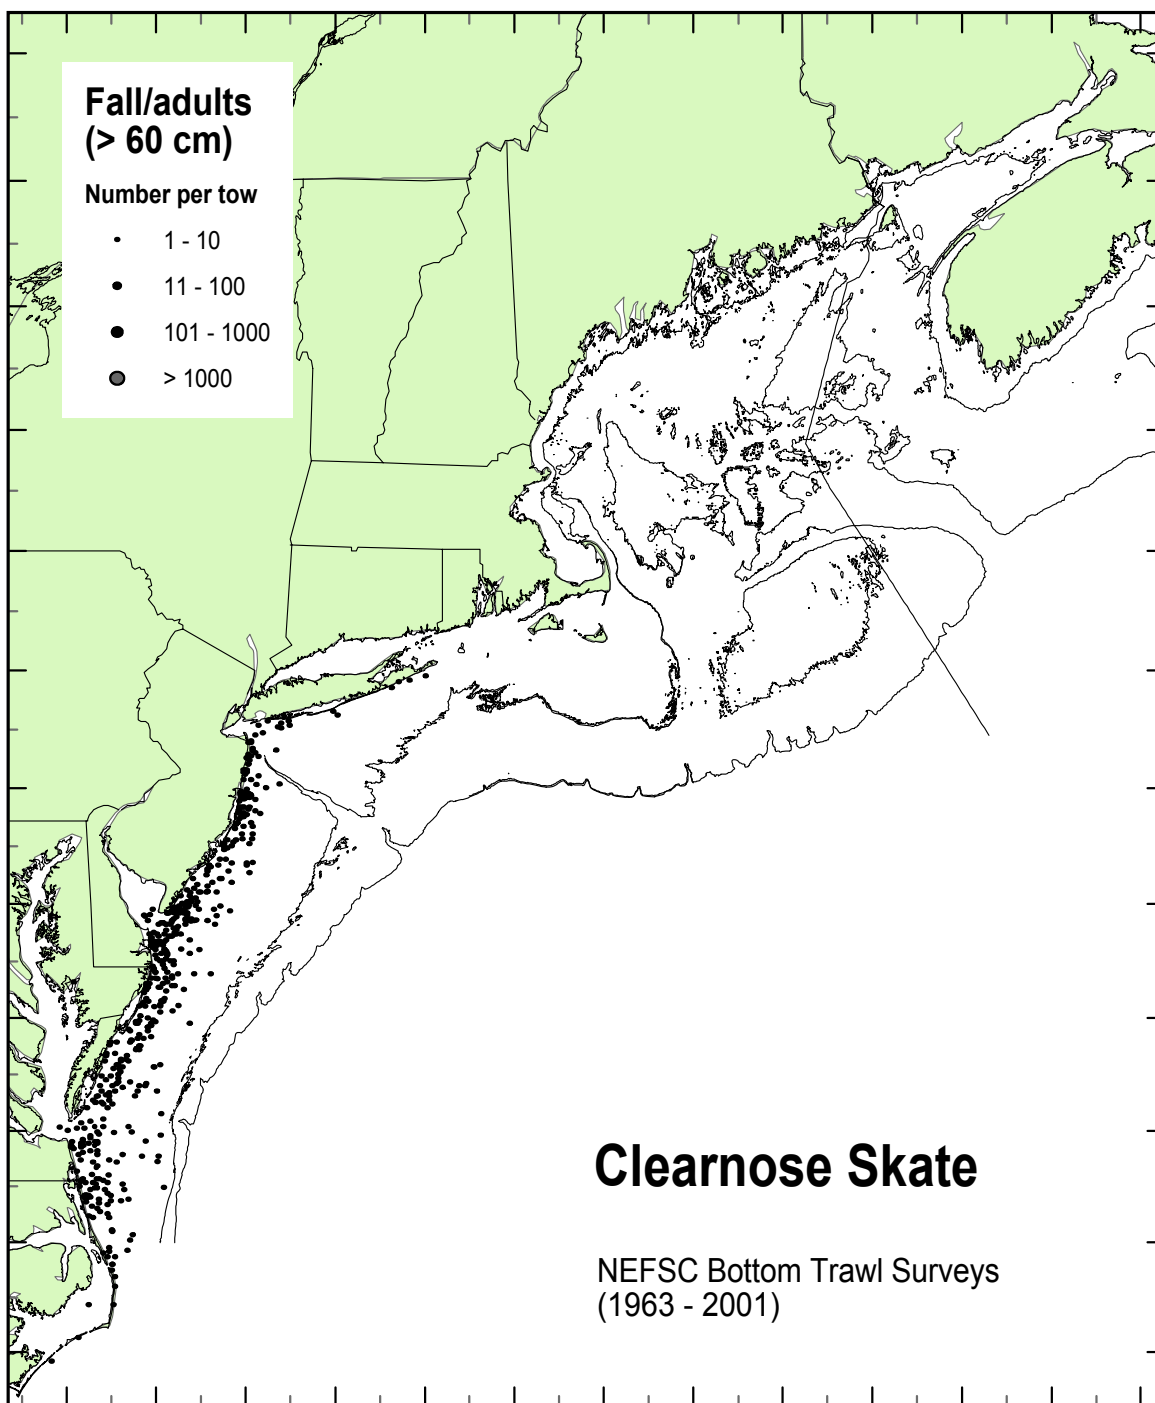 Fall/adults
(> 60 cm)
Number per tow
1 - 10
11 - 100
101 - 1000
> 1000
Clearnose Skate
NEFSC Bottom Trawl Surveys
(1963 - 2001)